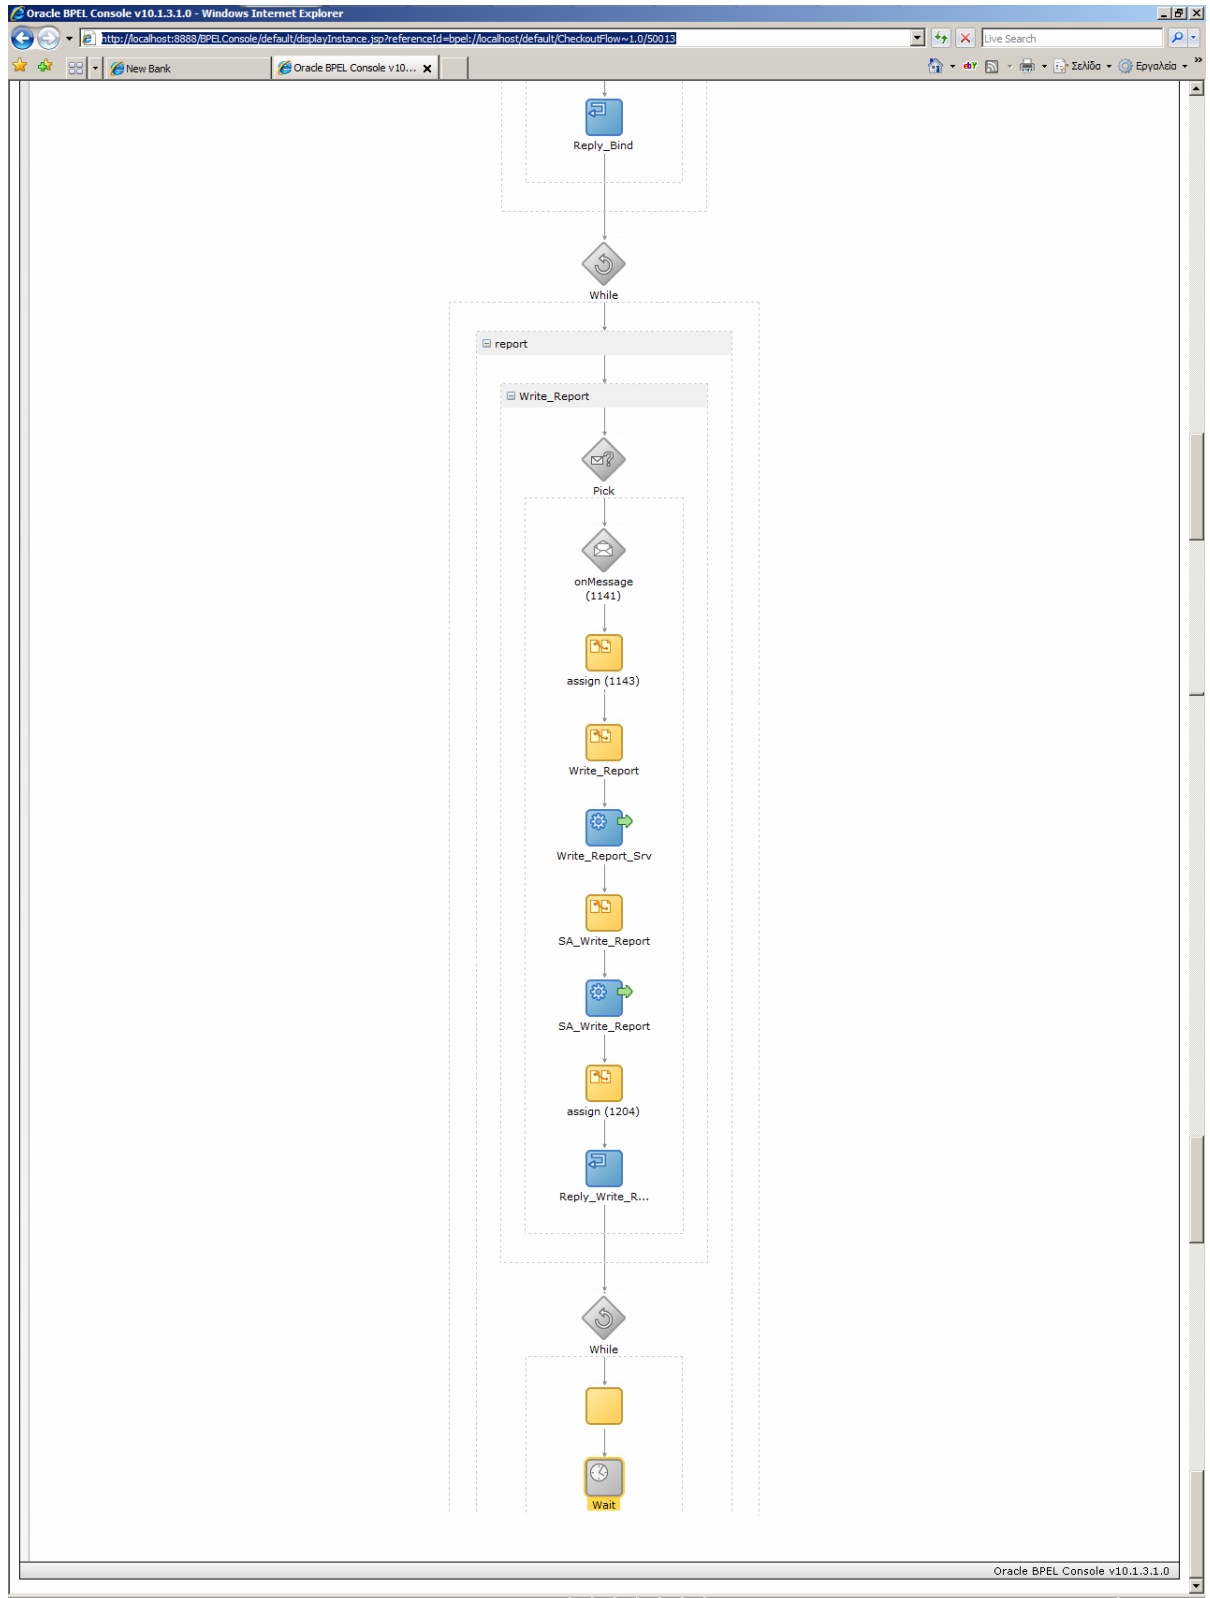 Oracle BPEL Console v10.1.3.1.0 - Windows Internet Explorer
http://localhost:8888/BPELConsole/default/displayInstance.jsp?referenceId=bpel://localhost/default/CheckoutFlow~1.0/50013
Live Search
New Bank
Oracle BPEL Console v10...
ebY
Σελίδα
Εργαλεία
Reply_Bind
While
report
Write_Report
Pick
onMessage
(1141)
assign (1143)
Write_Report
Write_Report_Srv
SA_Write_Report
SA_Write_Report
assign (1204)
Reply_Write_R...
While
Wait
Oracle BPEL Console v10.1.3.1.0